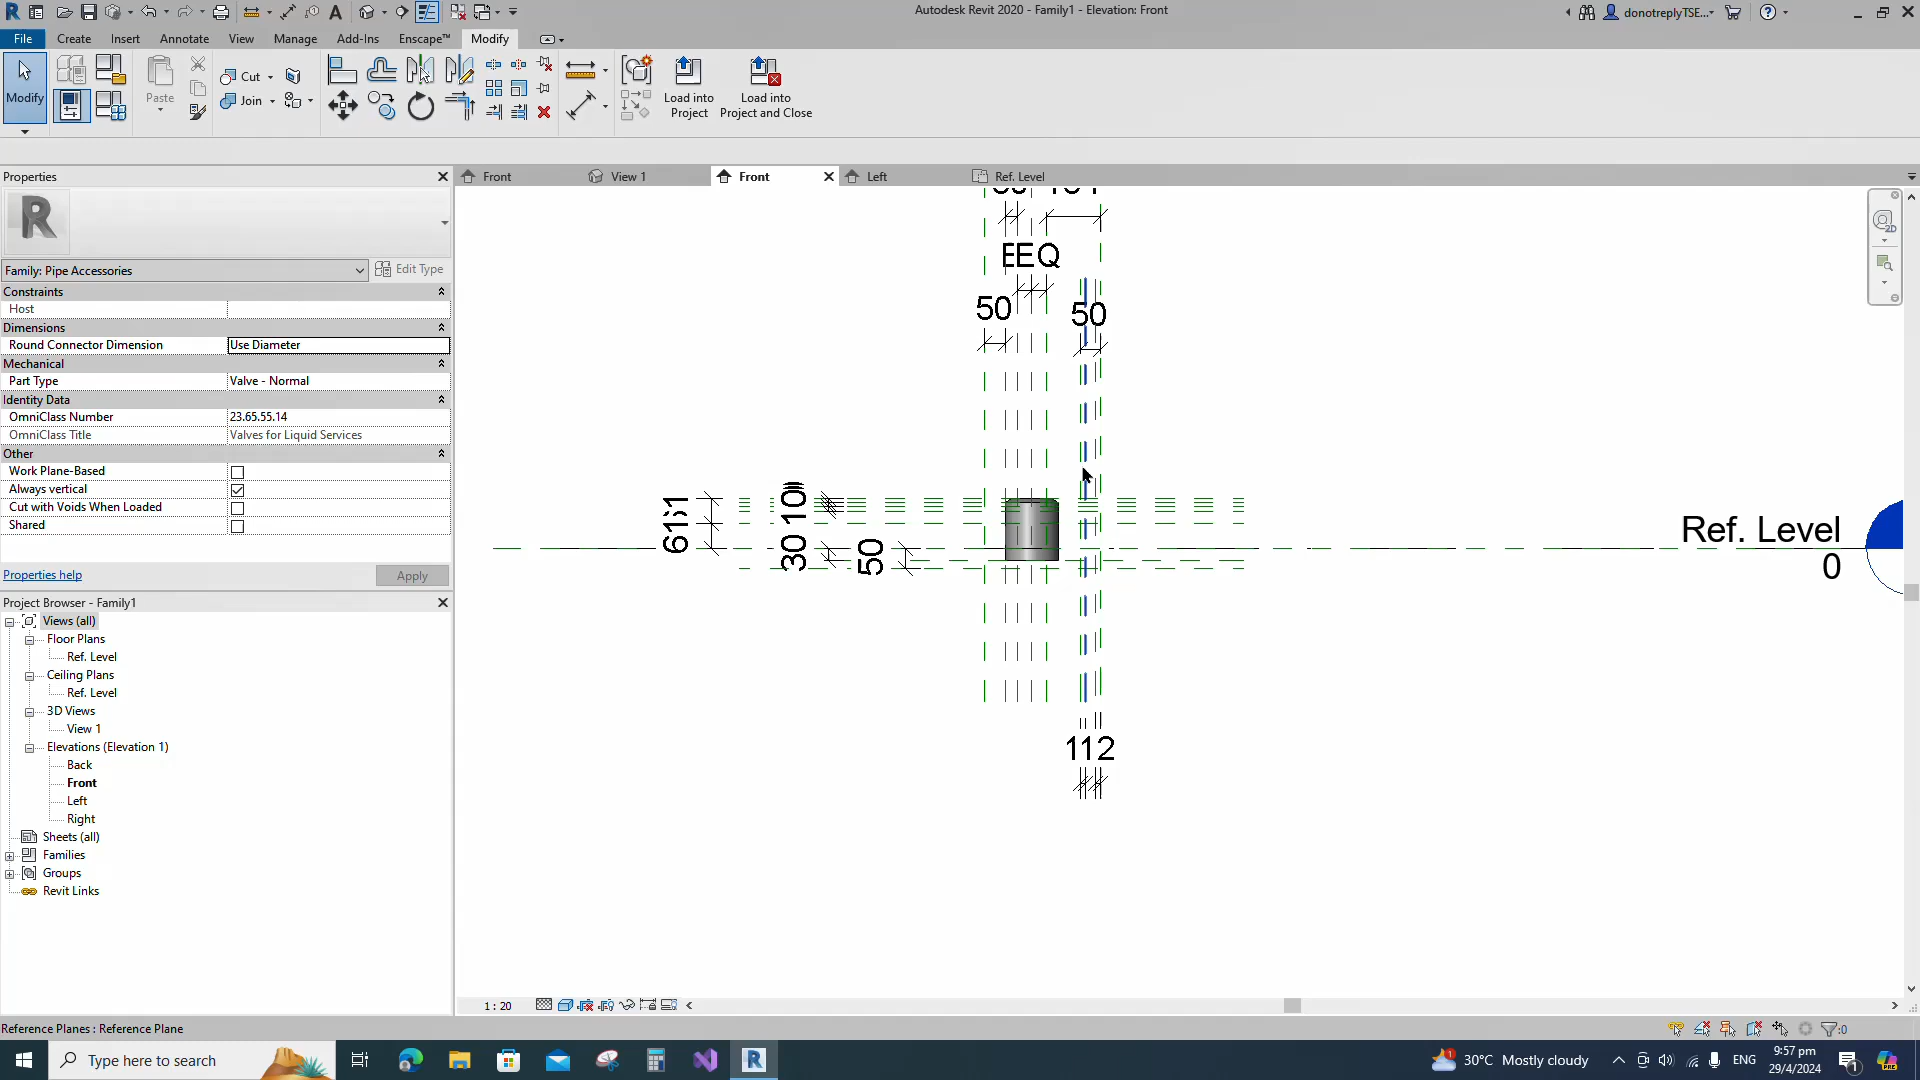 Autodesk Revit 2020 - Family1 - Elevation: Front
donotreplyTSE...
File
Create
Insert
Annotate
View
Manage
Add-Ins
Enscape™
Modify
Modify
Paste
Cut
Join
Load into
Project
Load into
Project and Close
Properties
Front
View 1
Front
Left
Ref. Level
Family: Pipe Accessories
Edit Type
Constraints
Host
Dimensions
Round Connector Dimension
Use Diameter
Mechanical
Part Type
Valve - Normal
Identity Data
OmniClass Number
23.65.55.14
OmniClass Title
Valves for Liquid Services
Other
Work Plane-Based
Always vertical
Cut with Voids When Loaded
Shared
Properties help
Apply
Project Browser - Family1
Views (all)
Floor Plans
Ref. Level
Ceiling Plans
Ref. Level
3D Views
View 1
Elevations (Elevation 1)
Back
Front
Left
Right
Sheets (all)
Families
Groups
Revit Links
EEQ
50
50
30
50
112
Ref. Level
0
2D
1 : 20
Reference Planes : Reference Plane
:0
Type here to search
30°C Mostly cloudy
ENG
9:57 pm
29/4/2024
1
PRE